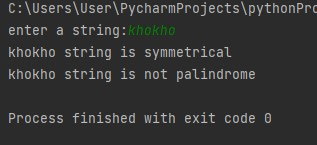 C:\Users\User\PycharmProjects\pythonPro
enter a string:khokho
khokho string is symmetrical
khokho string is not palindrome
Process finished with exit code 0